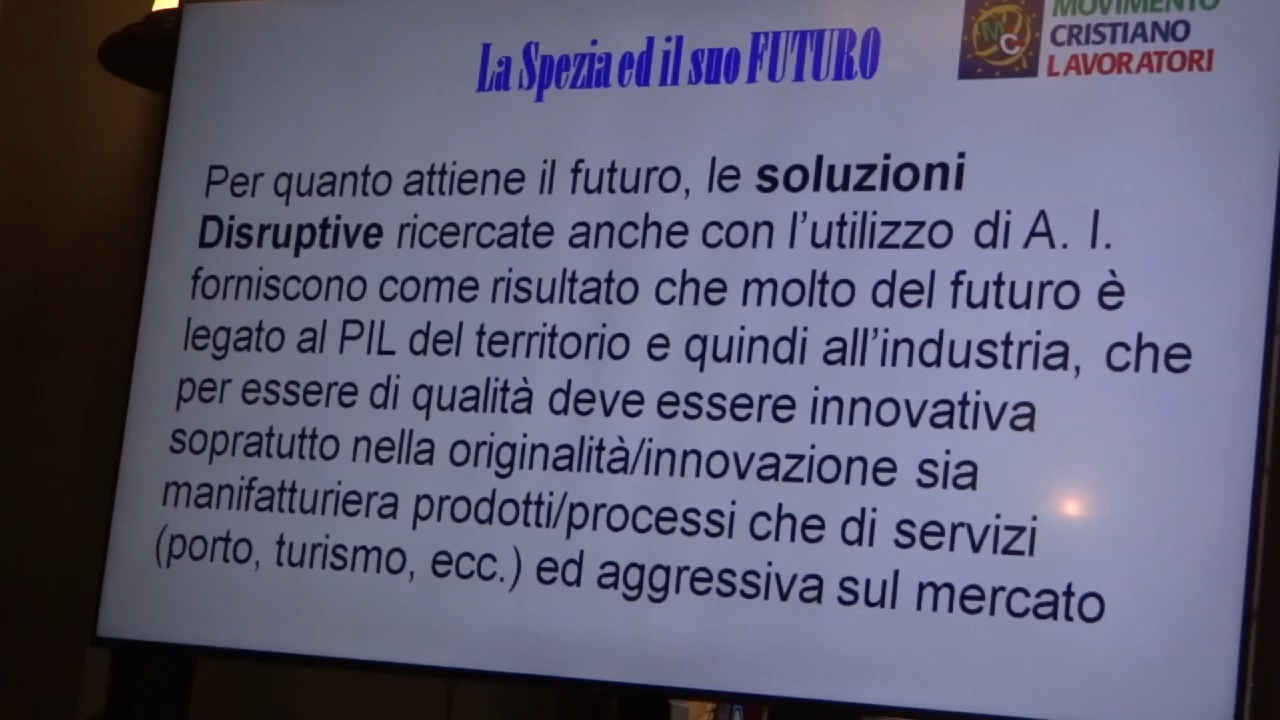 La Spezia ed il suo FUTURO
MOVIMENTO
CRISTIANO
LAVORATORI
MC
Per quanto attiene il futuro, le soluzioni
Disruptive ricercate anche con l'utilizzo di A. I.
forniscono come risultato che molto del futuro è
legato al PIL del territorio e quindi all'industria, che
per essere di qualità deve essere innovativa
sopratutto nella originalità/innovazione sia
manifatturiera prodotti/processi che di servizi
(porto, turismo, ecc.) ed aggressiva sul mercato